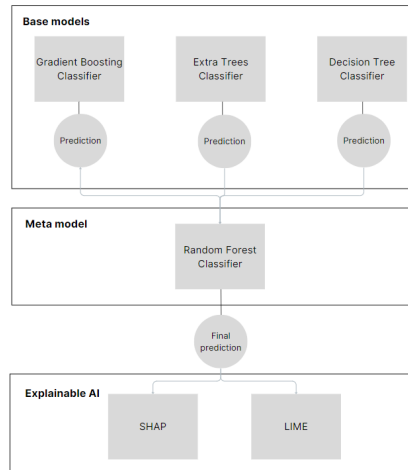 Base models
Gradient Boosting
Classifier
Extra Trees
Classifier
Decision Tree
Classifier
Prediction
Prediction
Prediction
Meta model
Random Forest
Classifier
Final
prediction
Explainable AI
SHAP
LIME